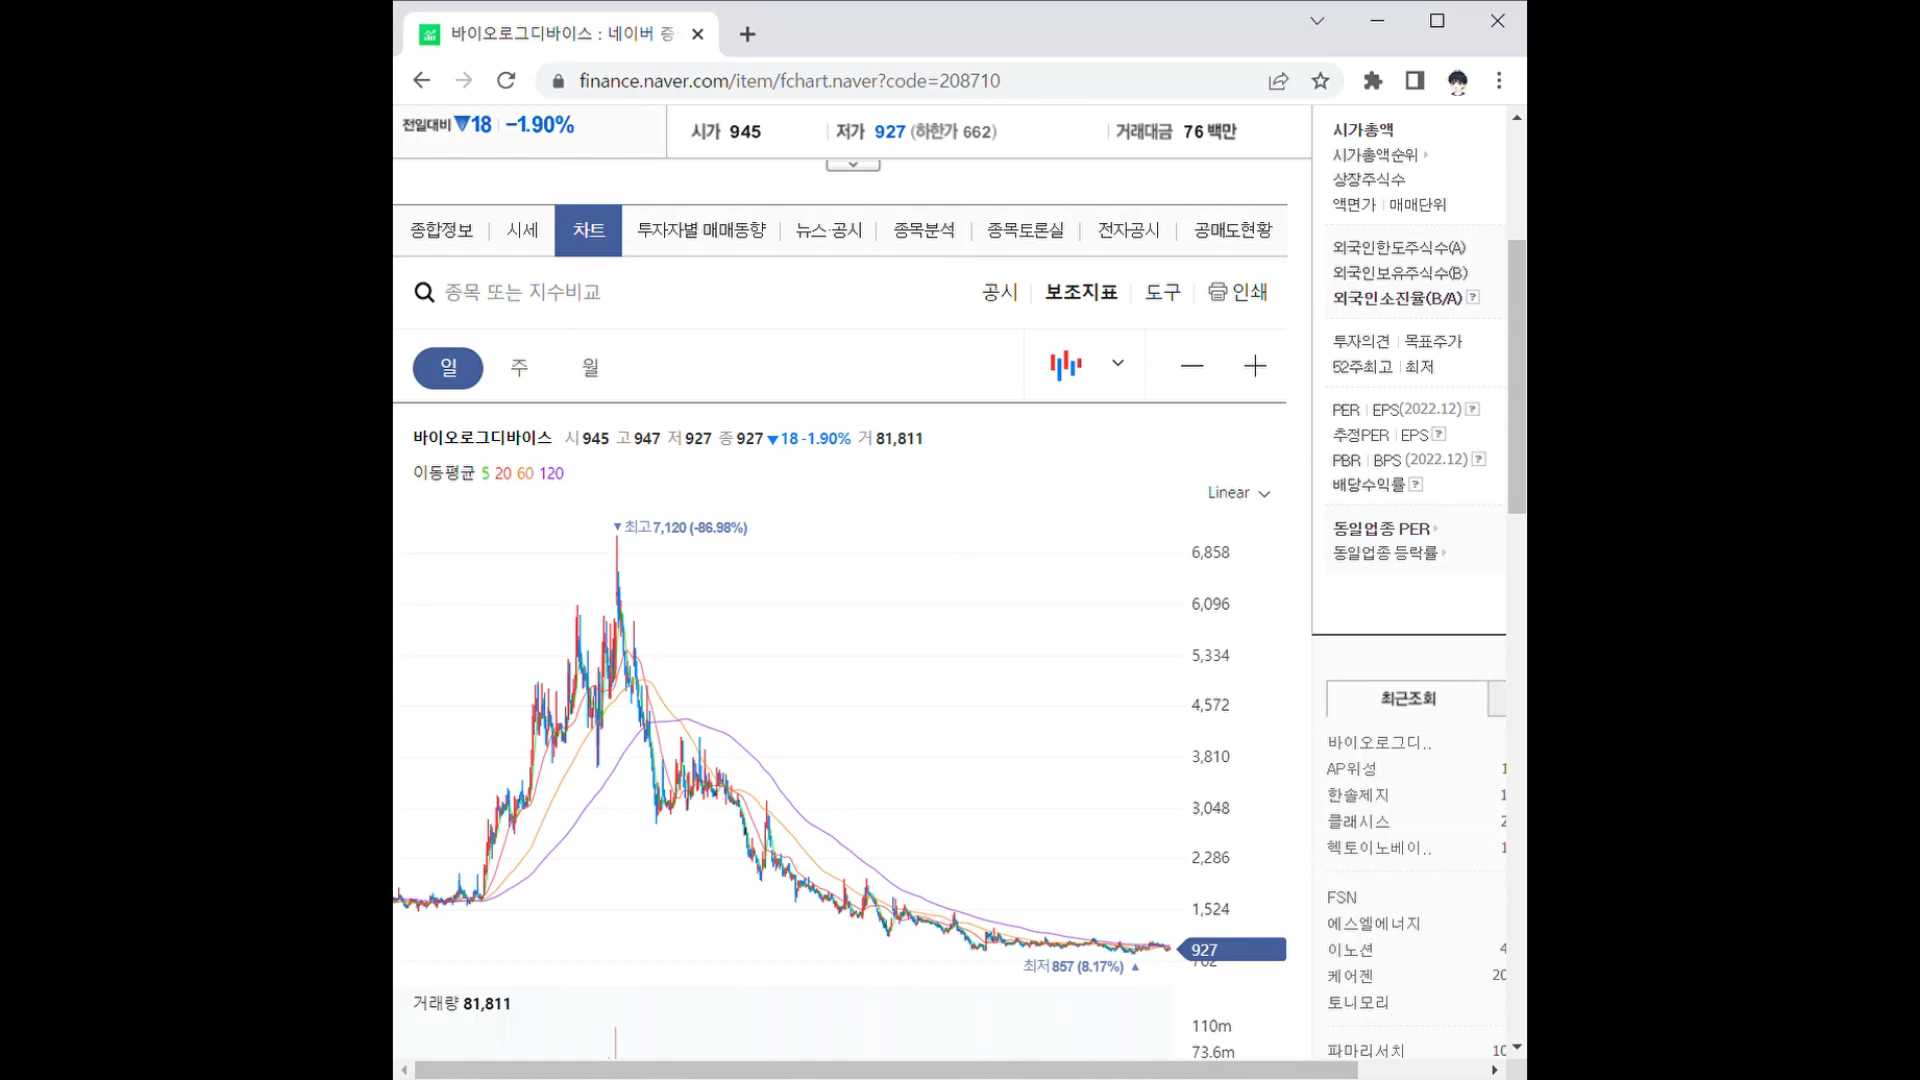 바이오로그디바이스 : 네이버 증
finance.naver.com/item/fchart.naver?code=208710
전일대비 ▼18 -1.90%
시가 945
저가 927 (하한가 662)
거래대금 76 백만
종합정보
시세
차트
투자자별 매매동향
뉴스·공시
종목분석
종목토론실
전자공시
공매도현황
종목 또는 지수비교
공시
보조지표
도구
인쇄
일
주
월
바이오로그디바이스 시 945 고 947 저 927 종 927 ▼18 -1.90% 거 81,811
이동평균 5 20 60 120
Linear
▼최고 7,120 (-86.98%)
6,858
6,096
5,334
4,572
3,810
3,048
2,286
1,524
927
최저 857 (8.17%) ▲
거래량 81,811
110m
73.6m
시가총액
시가총액순위
상장주식수
액면가 | 매매단위
외국인한도주식수(A)
외국인보유주식수(B)
외국인소진율(B/A) ?
투자의견 | 목표주가
52주최고 | 최저
PER | EPS(2022.12) ?
추정PER | EPS ?
PBR | BPS (2022.12) ?
배당수익률 ?
동일업종 PER
동일업종 등락률
최근조회
바이오로그디..
AP위성 1
한솔제지 1
클래시스 2
헥토이노베이.. 1
FSN
에스엘에너지
이노션 4
케어젠 20
토니모리
파마리서치 10